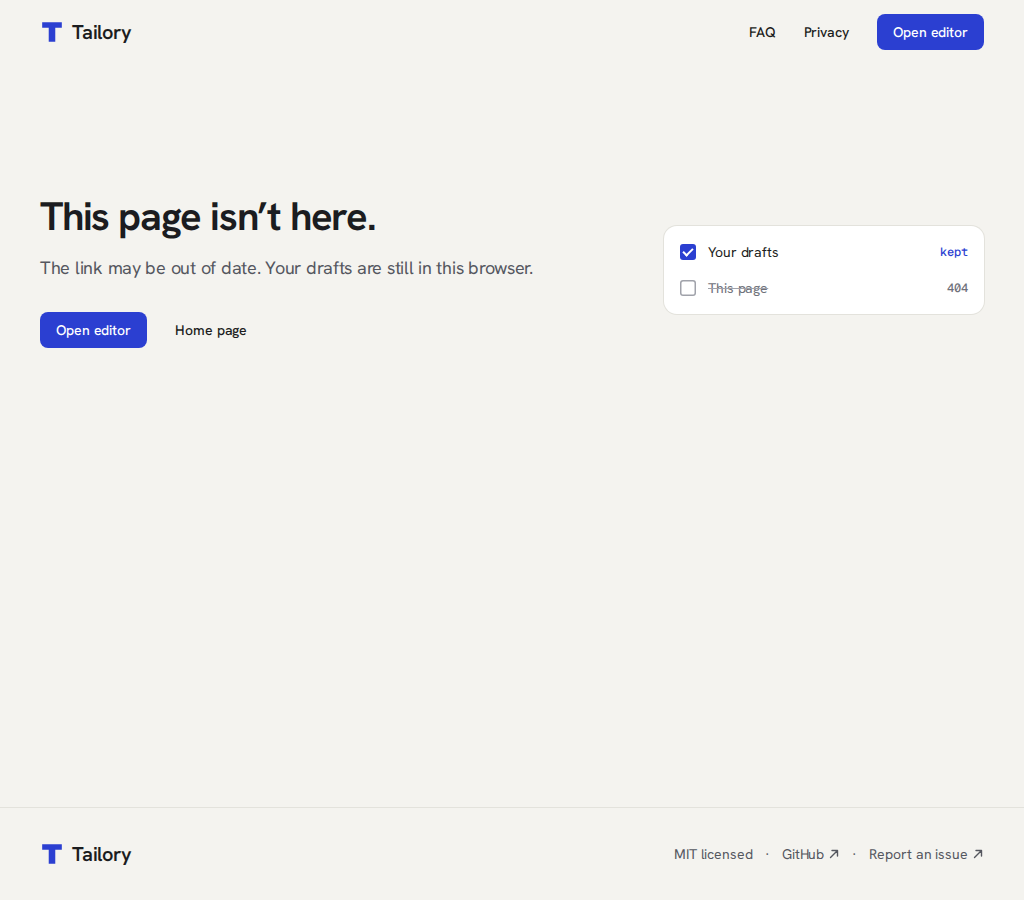 Tailory
FAQ Privacy Open editor
This page isn’t here.
The link may be out of date. Your drafts are still in this browser.
Open editor Home page
Your drafts kept
This page 404
Tailory
MIT licensed · GitHub ↗ · Report an issue ↗